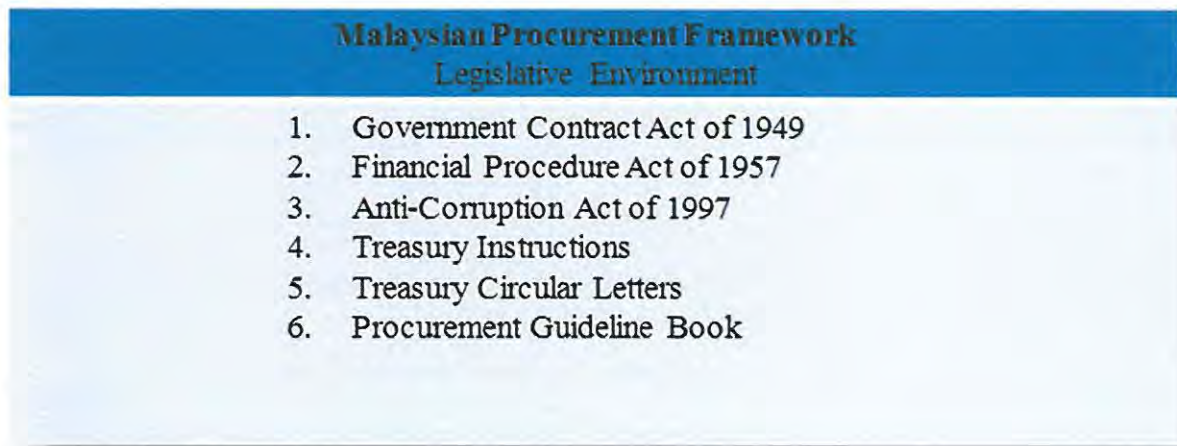 Malaysian Procurement Framework
Legislative Environment
1. Government Contract Act of 1949
2. Financial Procedure Act of 1957
3. Anti-Corruption Act of 1997
4. Treasury Instructions
5. Treasury Circular Letters
6. Procurement Guideline Book